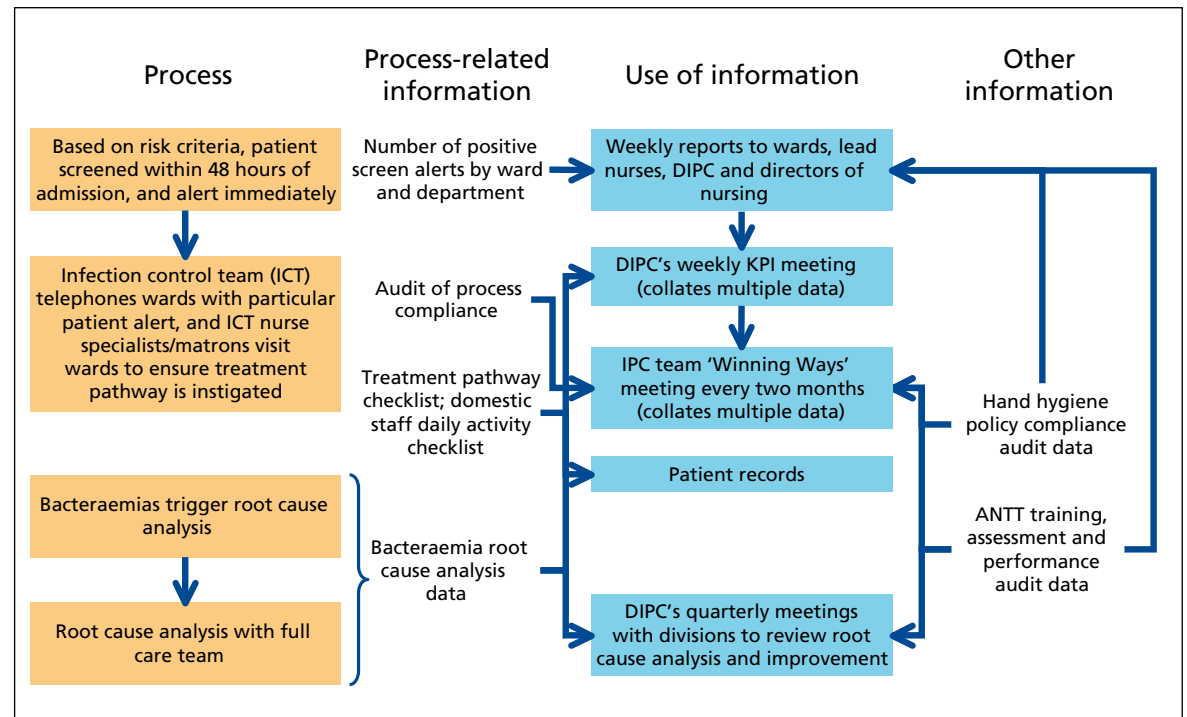 Process
Process-related
information
Use of information
Other
information
Based on risk criteria, patient
screened within 48 hours of
admission, and alert immediately
Number of positive
screen alerts by ward
and department
Weekly reports to wards, lead
nurses, DIPC and directors of
nursing
Infection control team (ICT)
telephones wards with particular
patient alert, and ICT nurse
specialists/matrons visit
wards to ensure treatment
pathway is instigated
Audit of process
compliance
DIPC’s weekly KPI meeting
(collates multiple data)
Treatment pathway
checklist; domestic
staff daily activity
checklist
IPC team ‘Winning Ways’
meeting every two months
(collates multiple data)
Hand hygiene
policy compliance
audit data
Patient records
Bacteraemias trigger root cause
analysis
Bacteraemia root
cause analysis
data
ANTT training,
assessment and
performance
audit data
Root cause analysis with full
care team
DIPC’s quarterly meetings
with divisions to review root
cause analysis and improvement